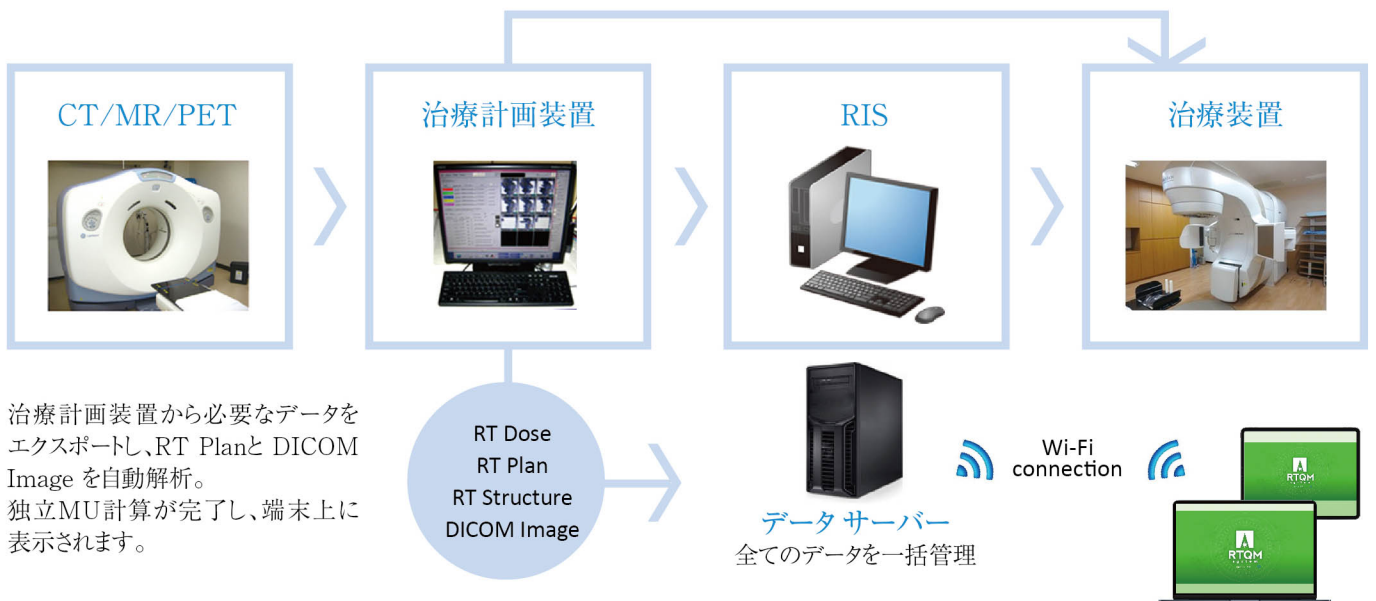 CT/MR/PET
治療計画装置
RIS
治療装置
治療計画装置から必要なデータを
エクスポートし、RT Planと DICOM
Image を自動解析。
独立MU計算が完了し、端末上に
表示されます。
RT Dose
RT Plan
RT Structure
DICOM Image
データサーバー
全てのデータを一括管理
Wi-Fi
connection
RTQM
system
RTQM
system